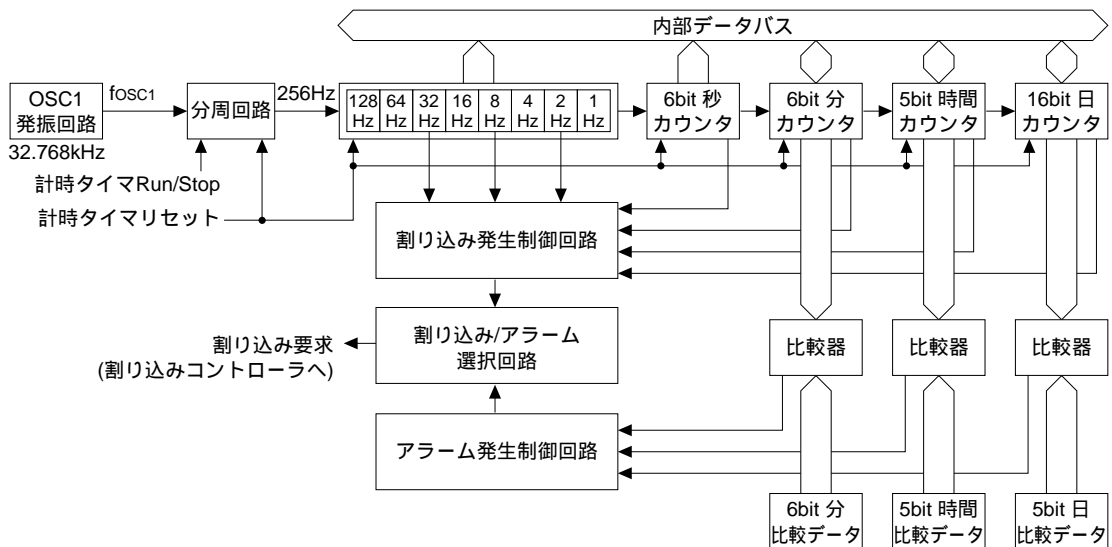 内部データバス
OSC1
発振回路
32.768kHz
fOSC1
分周回路
256Hz
128
Hz
64
Hz
32
Hz
16
Hz
8
Hz
4
Hz
2
Hz
1
Hz
6bit 秒
カウンタ
6bit 分
カウンタ
5bit 時間
カウンタ
16bit 日
カウンタ
計時タイマRun/Stop
計時タイマリセット
割り込み発生制御回路
割り込み/アラーム
選択回路
割り込み要求
(割り込みコントローラへ)
比較器
比較器
比較器
アラーム発生制御回路
6bit 分
比較データ
5bit 時間
比較データ
5bit 日
比較データ